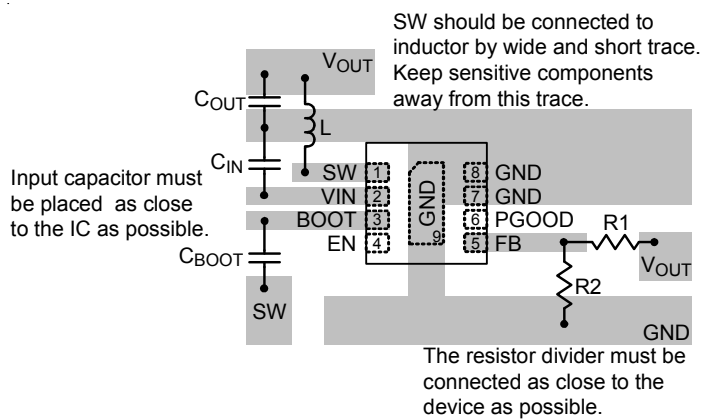 SW should be connected to
inductor by wide and short trace.
Keep sensitive components
away from this trace.
VOUT
COUT
L
CIN
Input capacitor must
be placed as close
to the IC as possible.
SW 1
VIN 2
BOOT 3
EN 4
GND
9
8 GND
7 GND
6 PGOOD
5 FB
R1
VOUT
R2
CBOOT
SW
GND
The resistor divider must be
connected as close to the
device as possible.